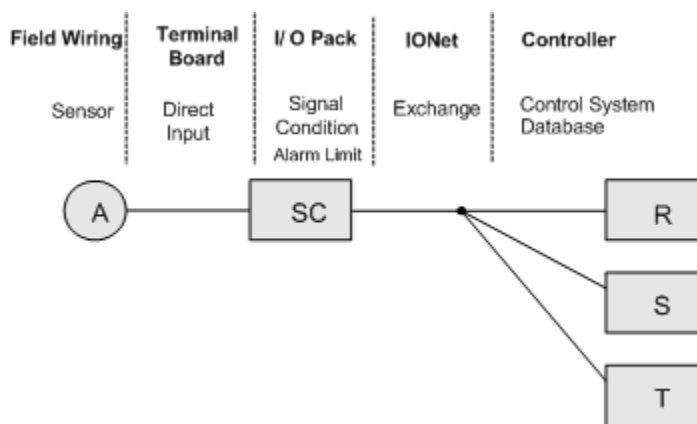 Field Wiring
Terminal
Board
I/ O Pack
IONet
Controller
Sensor
Direct
Input
Signal
Condition
Alarm Limit
Exchange
Control System
Database
A
SC
R
S
T